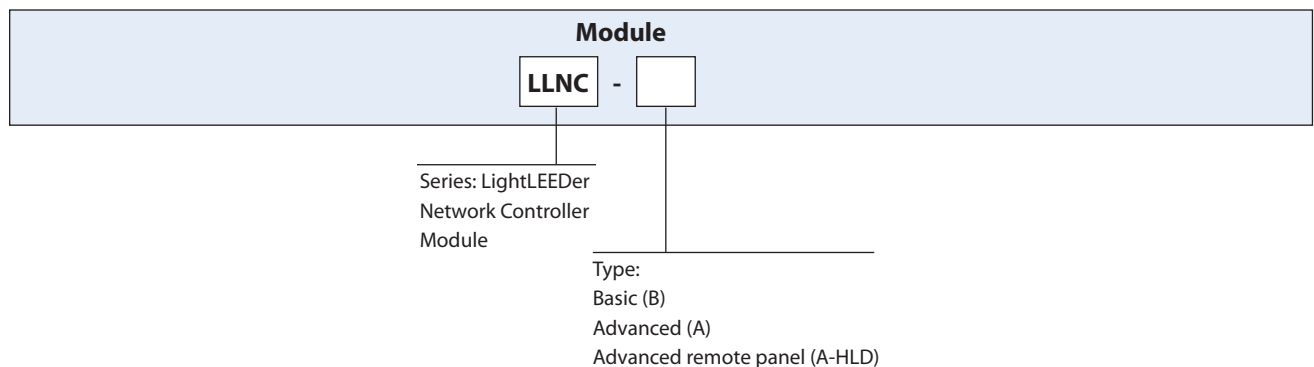 Module
LLNC -
Series: LightLEEDer
Network Controller
Module
Type:
Basic (B)
Advanced (A)
Advanced remote panel (A-HLD)